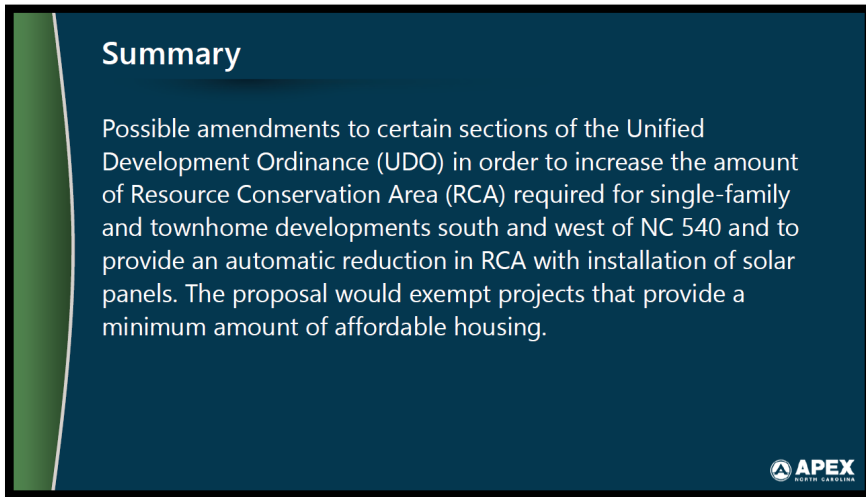 Summary
Possible amendments to certain sections of the Unified
Development Ordinance (UDO) in order to increase the amount
of Resource Conservation Area (RCA) required for single-family
and townhome developments south and west of NC 540 and to
provide an automatic reduction in RCA with installation of solar
panels. The proposal would exempt projects that provide a
minimum amount of affordable housing.
APEX
NORTH CAROLINA